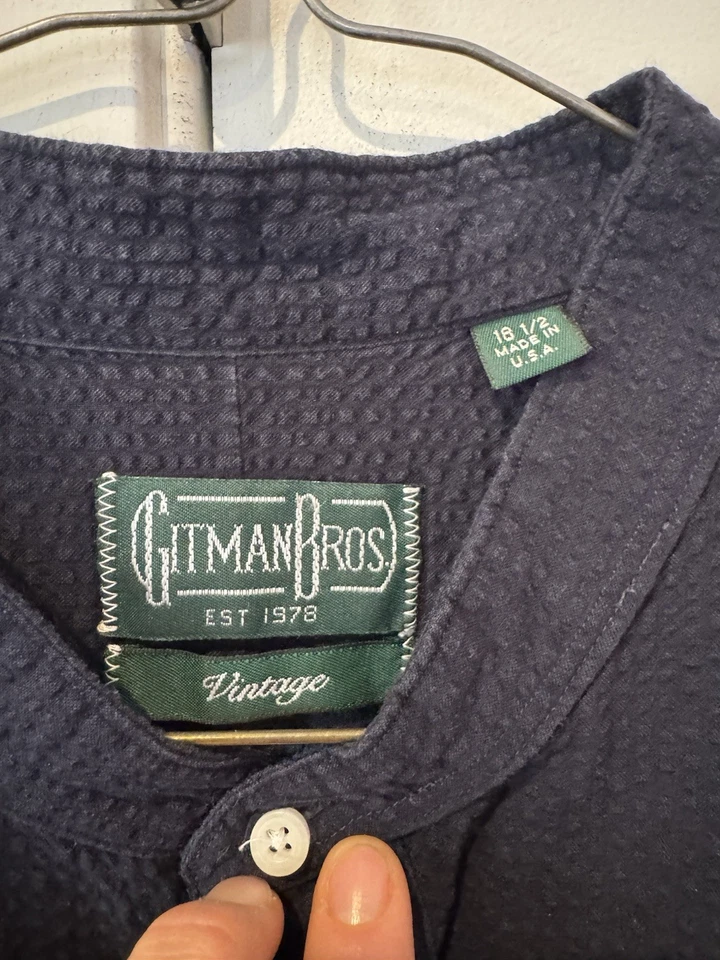 18 1/2
MADE IN
U.S.A.
GITMAN BROS.
EST 1978
Vintage